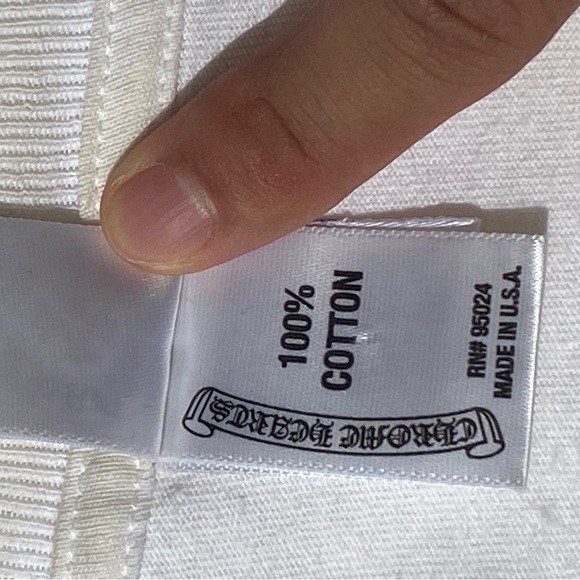 100%
COTTON
RN# 95024
MADE IN U.S.A.
CHROME HEARTS